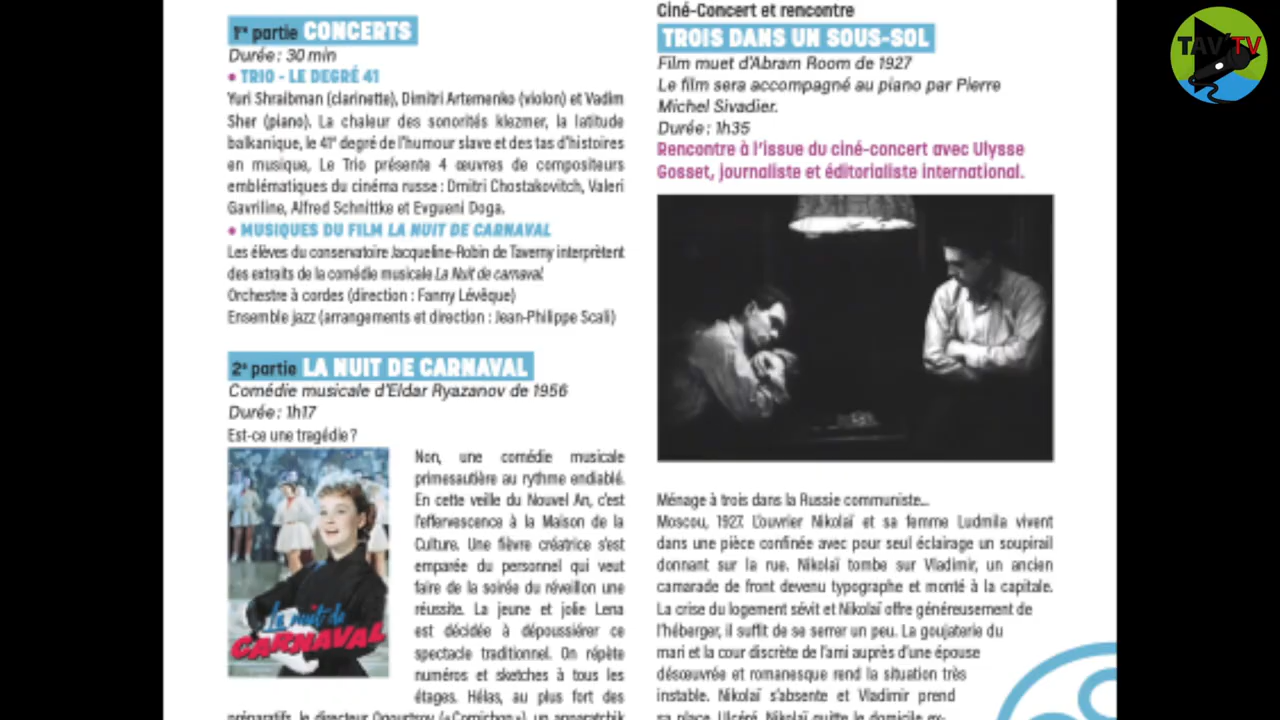 1re partie CONCERTS
Durée : 30 min
• TRIO - LE DEGRÉ 41
Yuri Shraibman (clarinette), Dimitri Artemenko (violon) et Vadim
Sher (piano). La chaleur des sonorités klezmer, la latitude
balkanique, le 41e degré de l'humour slave et des tas d'histoires
en musique, Le Trio présente 4 œuvres de compositeurs
emblématiques du cinéma russe : Dmitri Chostakovitch, Valeri
Gavriline, Alfred Schnittke et Evgueni Doga.
• MUSIQUES DU FILM LA NUIT DE CARNAVAL
Les élèves du conservatoire Jacqueline-Robin de Taverny interprètent
des extraits de la comédie musicale La Nuit de carnaval.
Orchestre à cordes (direction : Fanny Lévêque)
Ensemble jazz (arrangements et direction : Jean-Philippe Scali)
2e partie LA NUIT DE CARNAVAL
Comédie musicale d'Eldar Ryazanov de 1956
Durée : 1h17
Est-ce une tragédie ?
Non, une comédie musicale
primesautière au rythme endiablé.
En cette veille du Nouvel An, c'est
l'effervescence à la Maison de la
Culture. Une fièvre créatrice s'est
emparée du personnel qui veut
faire de la soirée du réveillon une
réussite. La jeune et jolie Lena
est décidée à dépoussiérer ce
spectacle traditionnel. On répète
numéros et sketches à tous les
étages. Hélas, au plus fort des
préparatifs, le directeur Ogourtsov (« Cornichon »), un apparatchik
La nuit de
CARNAVAL
Ciné-Concert et rencontre
TROIS DANS UN SOUS-SOL
Film muet d'Abram Room de 1927
Le film sera accompagné au piano par Pierre
Michel Sivadier.
Durée : 1h35
Rencontre à l'issue du ciné-concert avec Ulysse
Gosset, journaliste et éditorialiste international.
Ménage à trois dans la Russie communiste...
Moscou, 1927. L'ouvrier Nikolaï et sa femme Ludmila vivent
dans une pièce confinée avec pour seul éclairage un soupirail
donnant sur la rue. Nikolaï tombe sur Vladimir, un ancien
camarade de front devenu typographe et monté à la capitale.
La crise du logement sévit et Nikolaï offre généreusement de
l'héberger, il suffit de se serrer un peu. La goujaterie du
mari et la cour discrète de l'ami auprès d'une épouse
désœuvrée et romanesque rend la situation très
instable. Nikolaï s'absente et Vladimir prend
sa place. Ulcéré, Nikolaï quitte le domicile ex-
TAV'TV